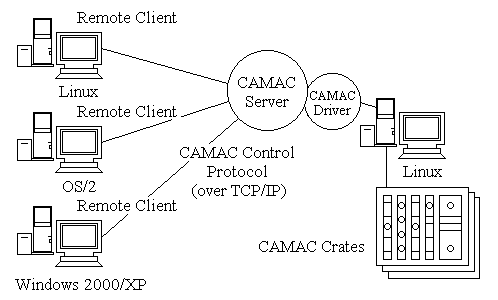 Remote Client
Linux
Remote Client
OS/2
Remote Client
Windows 2000/XP
CAMAC
Server
CAMAC
Driver
CAMAC Control
Protocol
(over TCP/IP)
Linux
CAMAC Crates